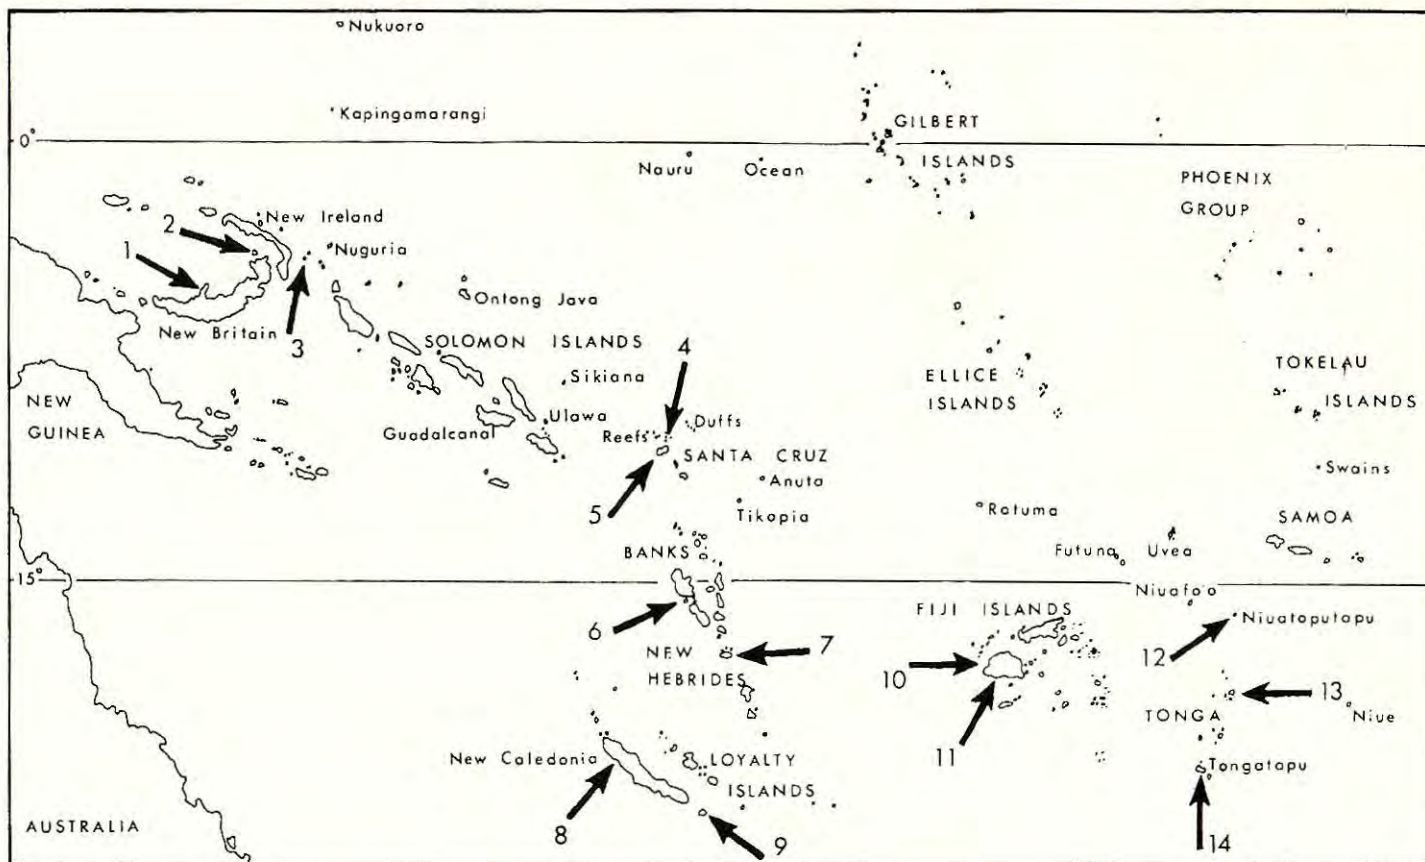 Nukuoro
Kapingamarangi
0°
GILBERT
ISLANDS
Nauru
Ocean
PHOENIX
GROUP
New Ireland
2
1
Nuguria
Ontong Java
New Britain
3
SOLOMON ISLANDS
4
Sikiana
ELLICE
ISLANDS
TOKELAU
ISLANDS
NEW
GUINEA
Ulawa
Guadalcanal
Reefs
Duffs
SANTA CRUZ
Swains
Anuta
5
Tikopia
Ratuma
SAMOA
BANKS
Futuna
Uvea
15°
Niuafo'o
FIJI ISLANDS
Niuatoputapu
6
NEW
HEBRIDES
7
12
10
13
TONGA
Niue
11
New Caledonia
LOYALTY
ISLANDS
Tongatapu
AUSTRALIA
8
9
14